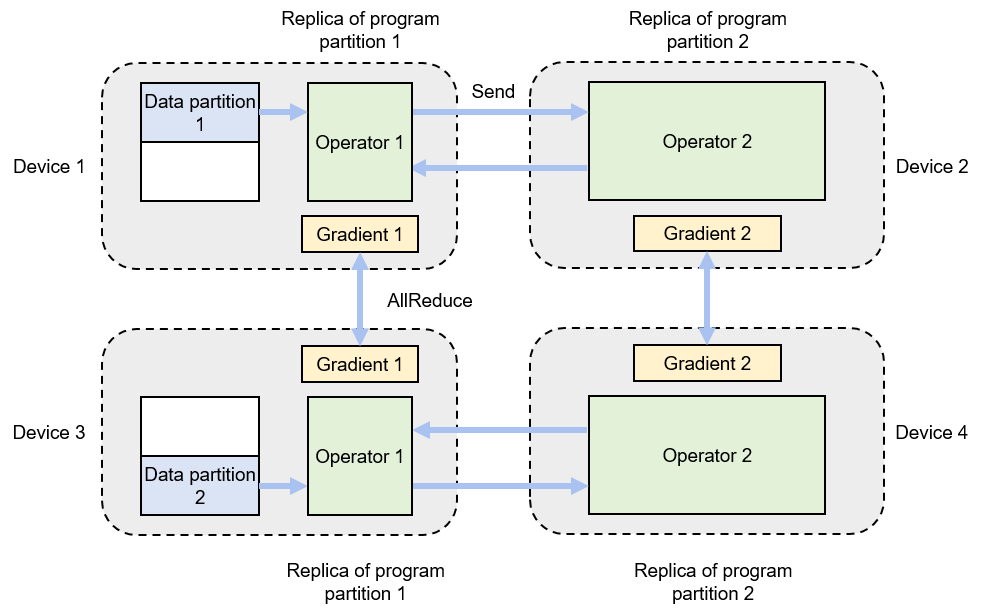 Replica of program
partition 1
Replica of program
partition 2
Data partition
1
Operator 1
Send
Operator 2
Device 1
Device 2
Gradient 1
Gradient 2
AllReduce
Gradient 1
Gradient 2
Device 3
Operator 1
Operator 2
Device 4
Data partition
2
Replica of program
partition 1
Replica of program
partition 2